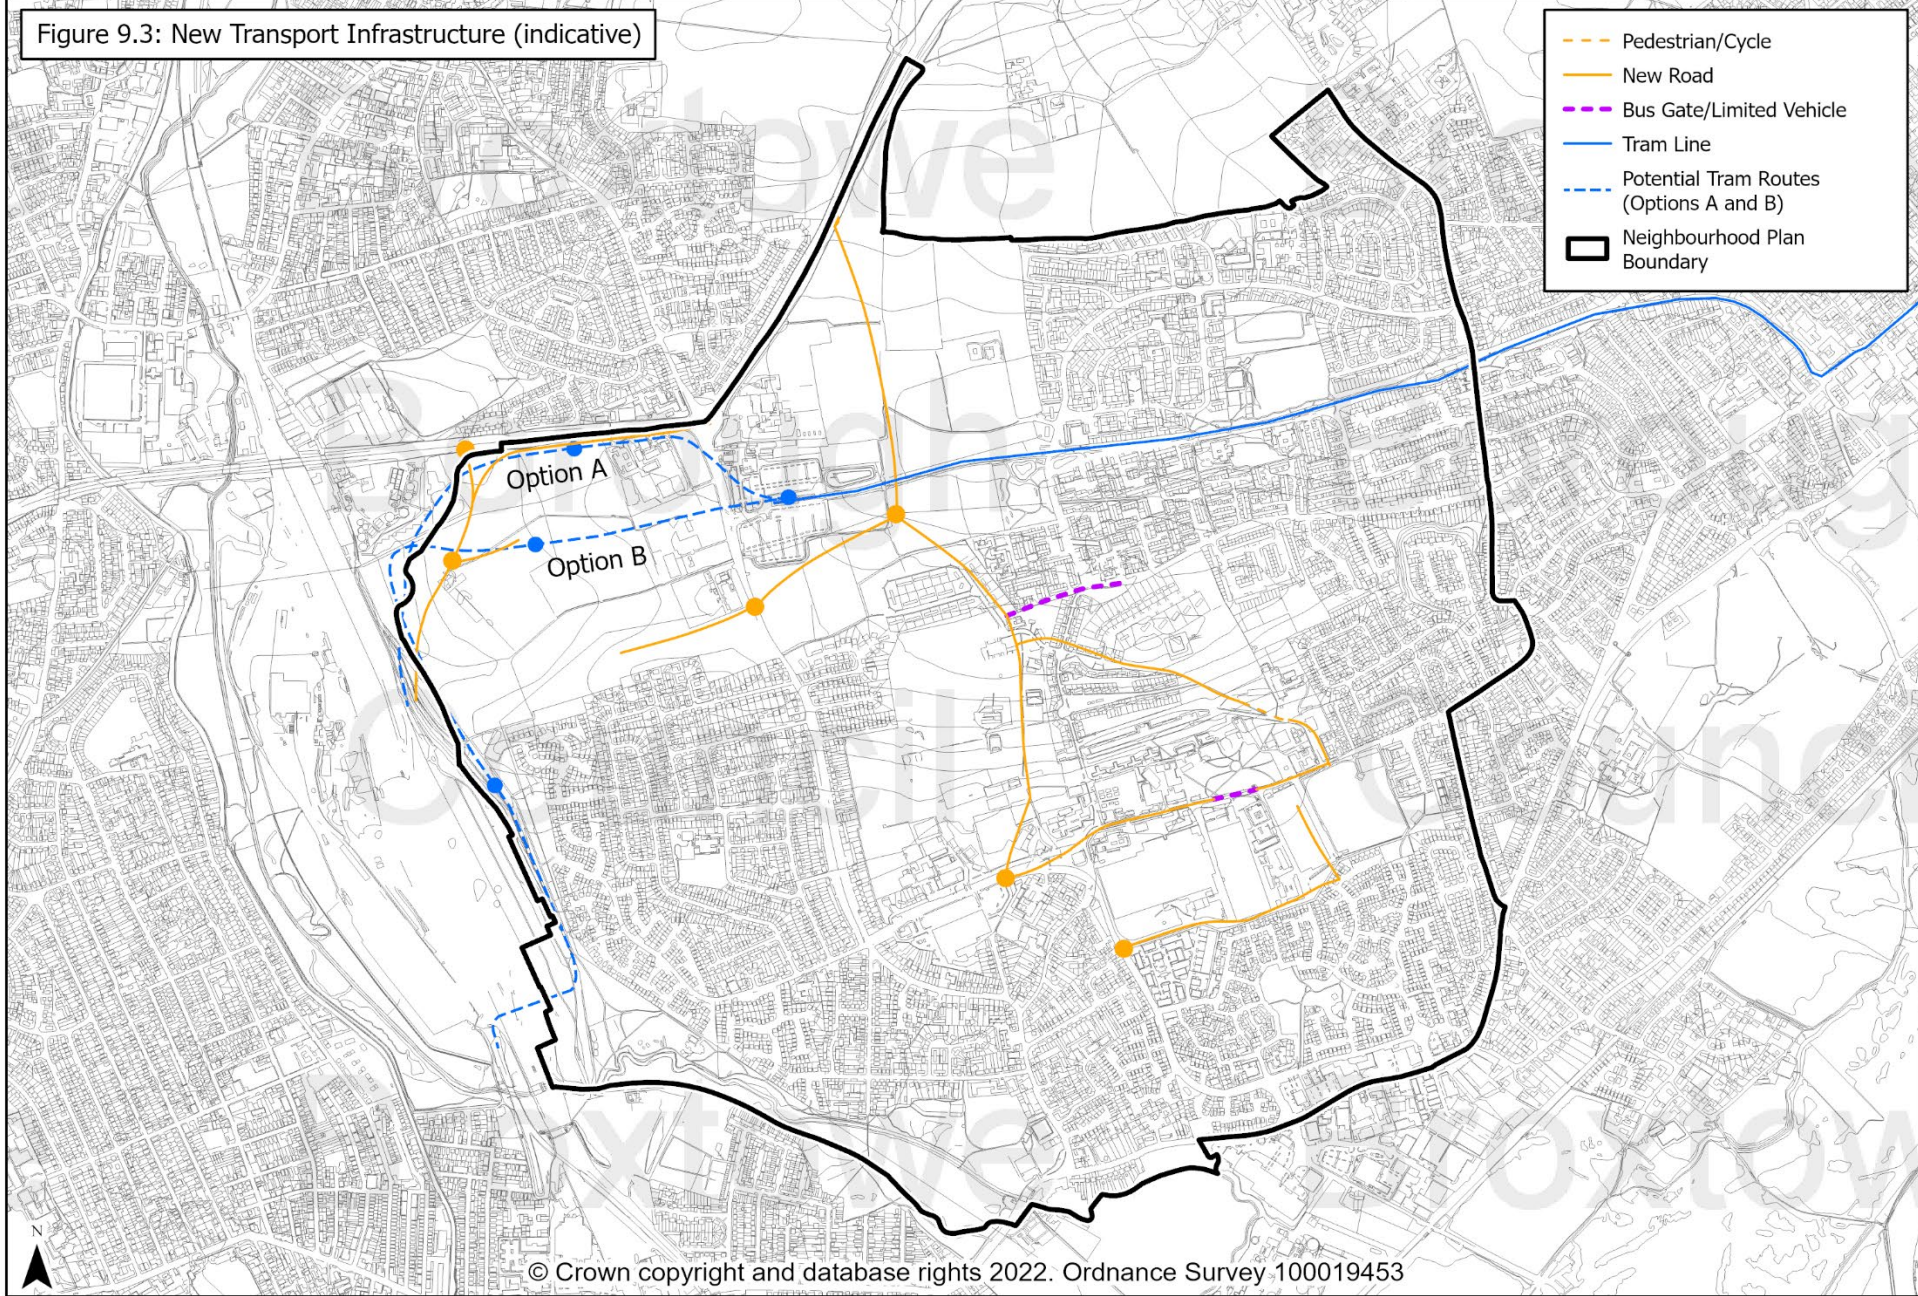 Figure 9.3: New Transport Infrastructure (indicative)
Pedestrian/Cycle
New Road
Bus Gate/Limited Vehicle
Tram Line
Potential Tram Routes
(Options A and B)
Neighbourhood Plan
Boundary
Option A
Option B
N
© Crown copyright and database rights 2022. Ordnance Survey 100019453